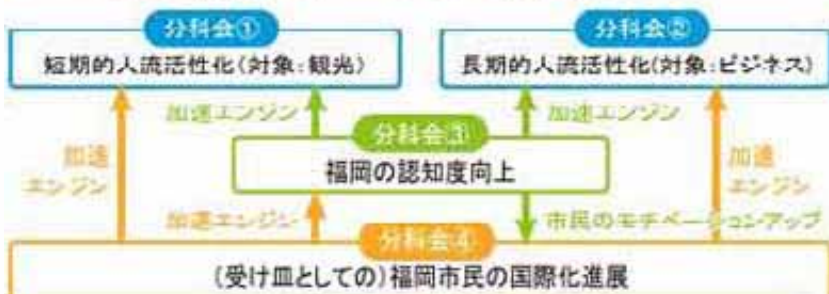 分科会①
短期的人流活性化(対象:観光)
分科会②
長期的人流活性化(対象:ビジネス)
加速エンジン
加速エンジン
加速
エンジン
分科会③
福岡の認知度向上
加速
エンジン
加速エンジン
市民のモチベーションアップ
分科会④
(受け皿としての)福岡市民の国際化進展